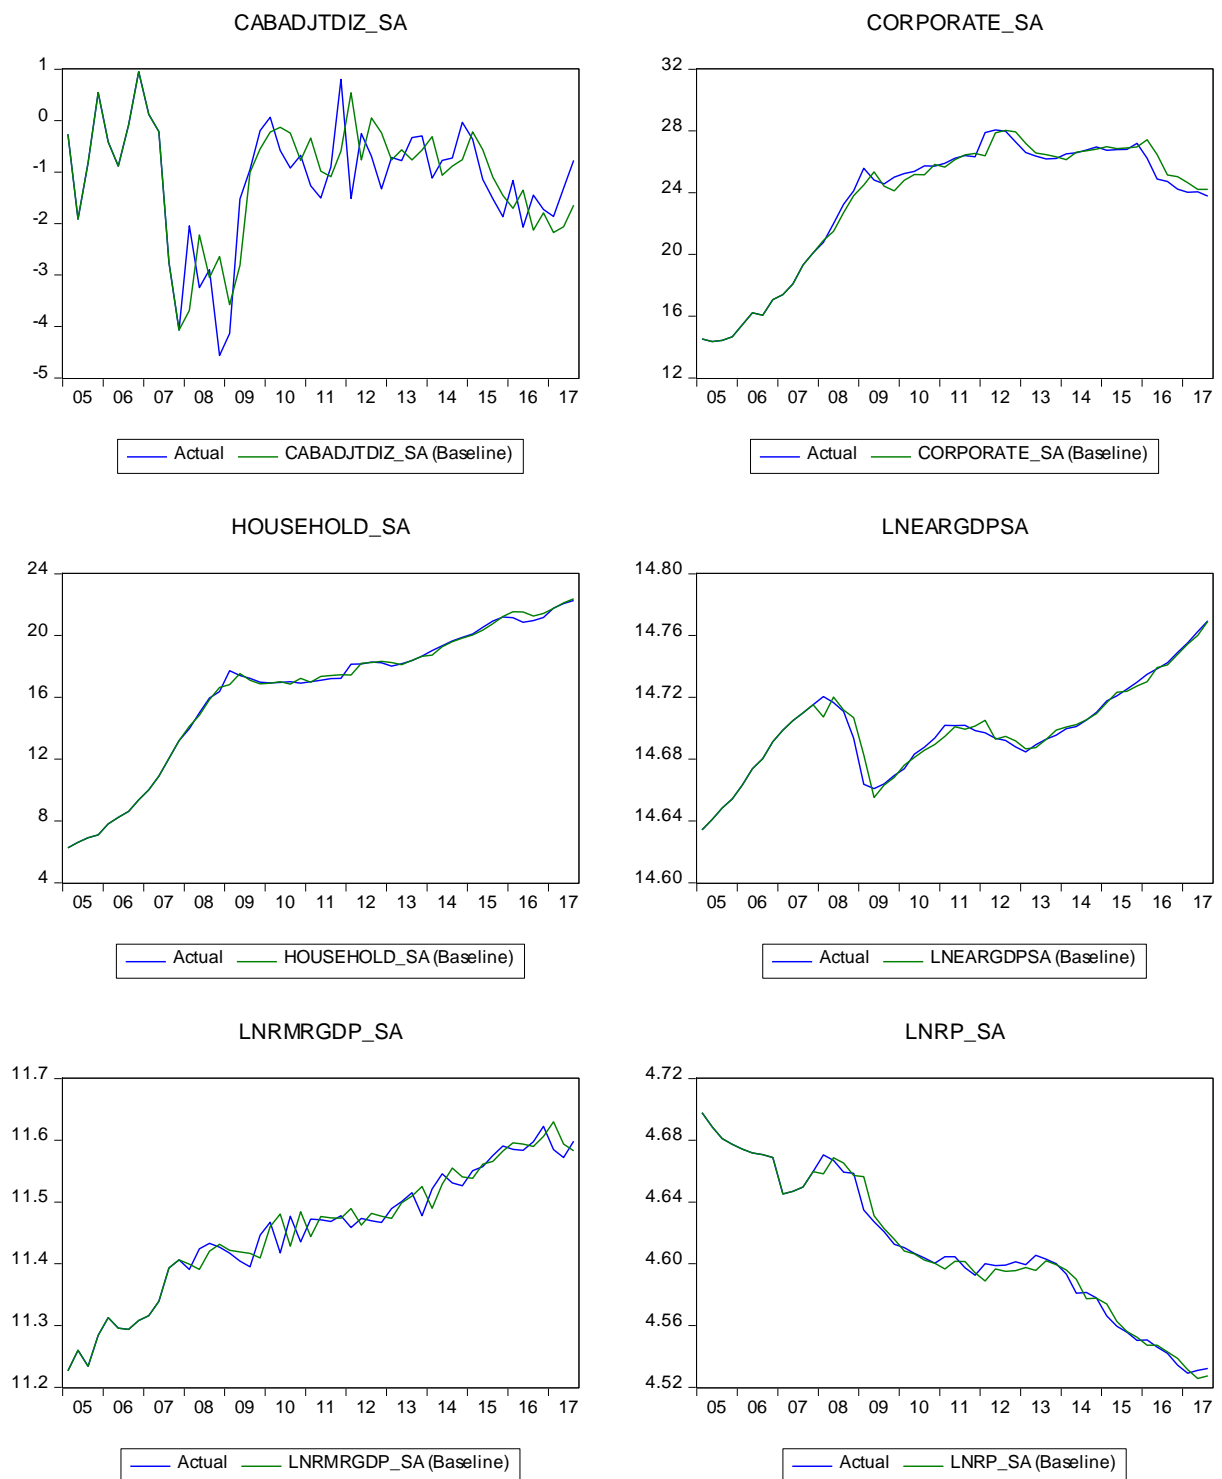 CABADJTDIZ_SA
1
0
-1
-2
-3
-4
-5
05 06 07 08 09 10 11 12 13 14 15 16 17
Actual CABADJTDIZ_SA (Baseline)
CORPORATE_SA
32
28
24
20
16
12
05 06 07 08 09 10 11 12 13 14 15 16 17
Actual CORPORATE_SA (Baseline)
HOUSEHOLD_SA
24
20
16
12
8
4
05 06 07 08 09 10 11 12 13 14 15 16 17
Actual HOUSEHOLD_SA (Baseline)
LNEARGDPSA
14.80
14.76
14.72
14.68
14.64
14.60
05 06 07 08 09 10 11 12 13 14 15 16 17
Actual LNEARGDPSA (Baseline)
LNRMRGDP_SA
11.7
11.6
11.5
11.4
11.3
11.2
05 06 07 08 09 10 11 12 13 14 15 16 17
Actual LNRMRGDP_SA (Baseline)
LNRP_SA
4.72
4.68
4.64
4.60
4.56
4.52
05 06 07 08 09 10 11 12 13 14 15 16 17
Actual LNRP_SA (Baseline)